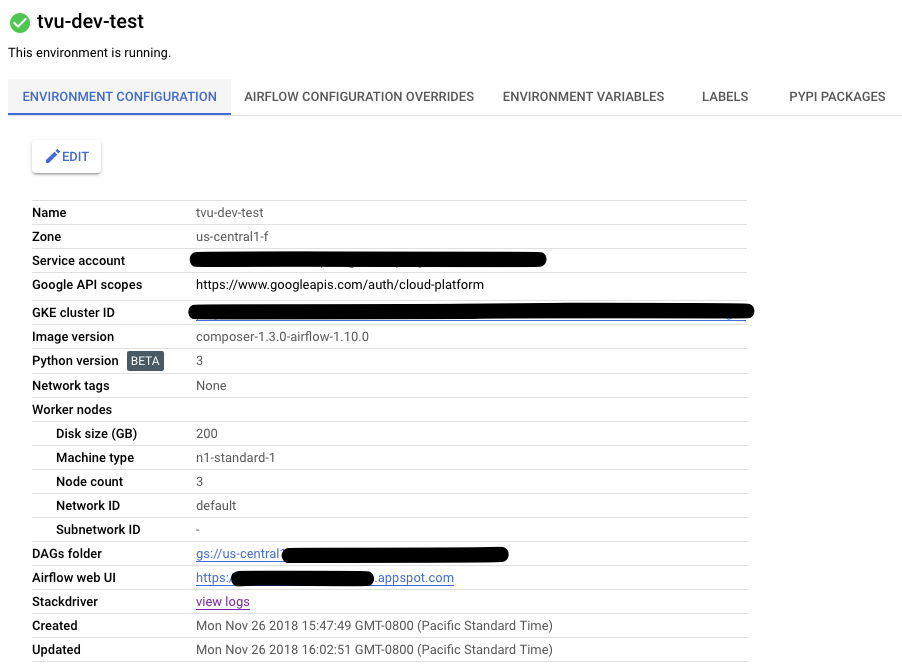 tvu-dev-test
This environment is running.
ENVIRONMENT CONFIGURATION AIRFLOW CONFIGURATION OVERRIDES ENVIRONMENT VARIABLES LABELS PYPI PACKAGES
EDIT
Name tvu-dev-test
Zone us-central1-f
Service account
Google API scopes https://www.googleapis.com/auth/cloud-platform
GKE cluster ID
Image version composer-1.3.0-airflow-1.10.0
Python version BETA 3
Network tags None
Worker nodes
Disk size (GB) 200
Machine type n1-standard-1
Node count 3
Network ID default
Subnetwork ID -
DAGs folder gs://us-central
Airflow web UI https: .appspot.com
Stackdriver view logs
Created Mon Nov 26 2018 15:47:49 GMT-0800 (Pacific Standard Time)
Updated Mon Nov 26 2018 16:02:51 GMT-0800 (Pacific Standard Time)